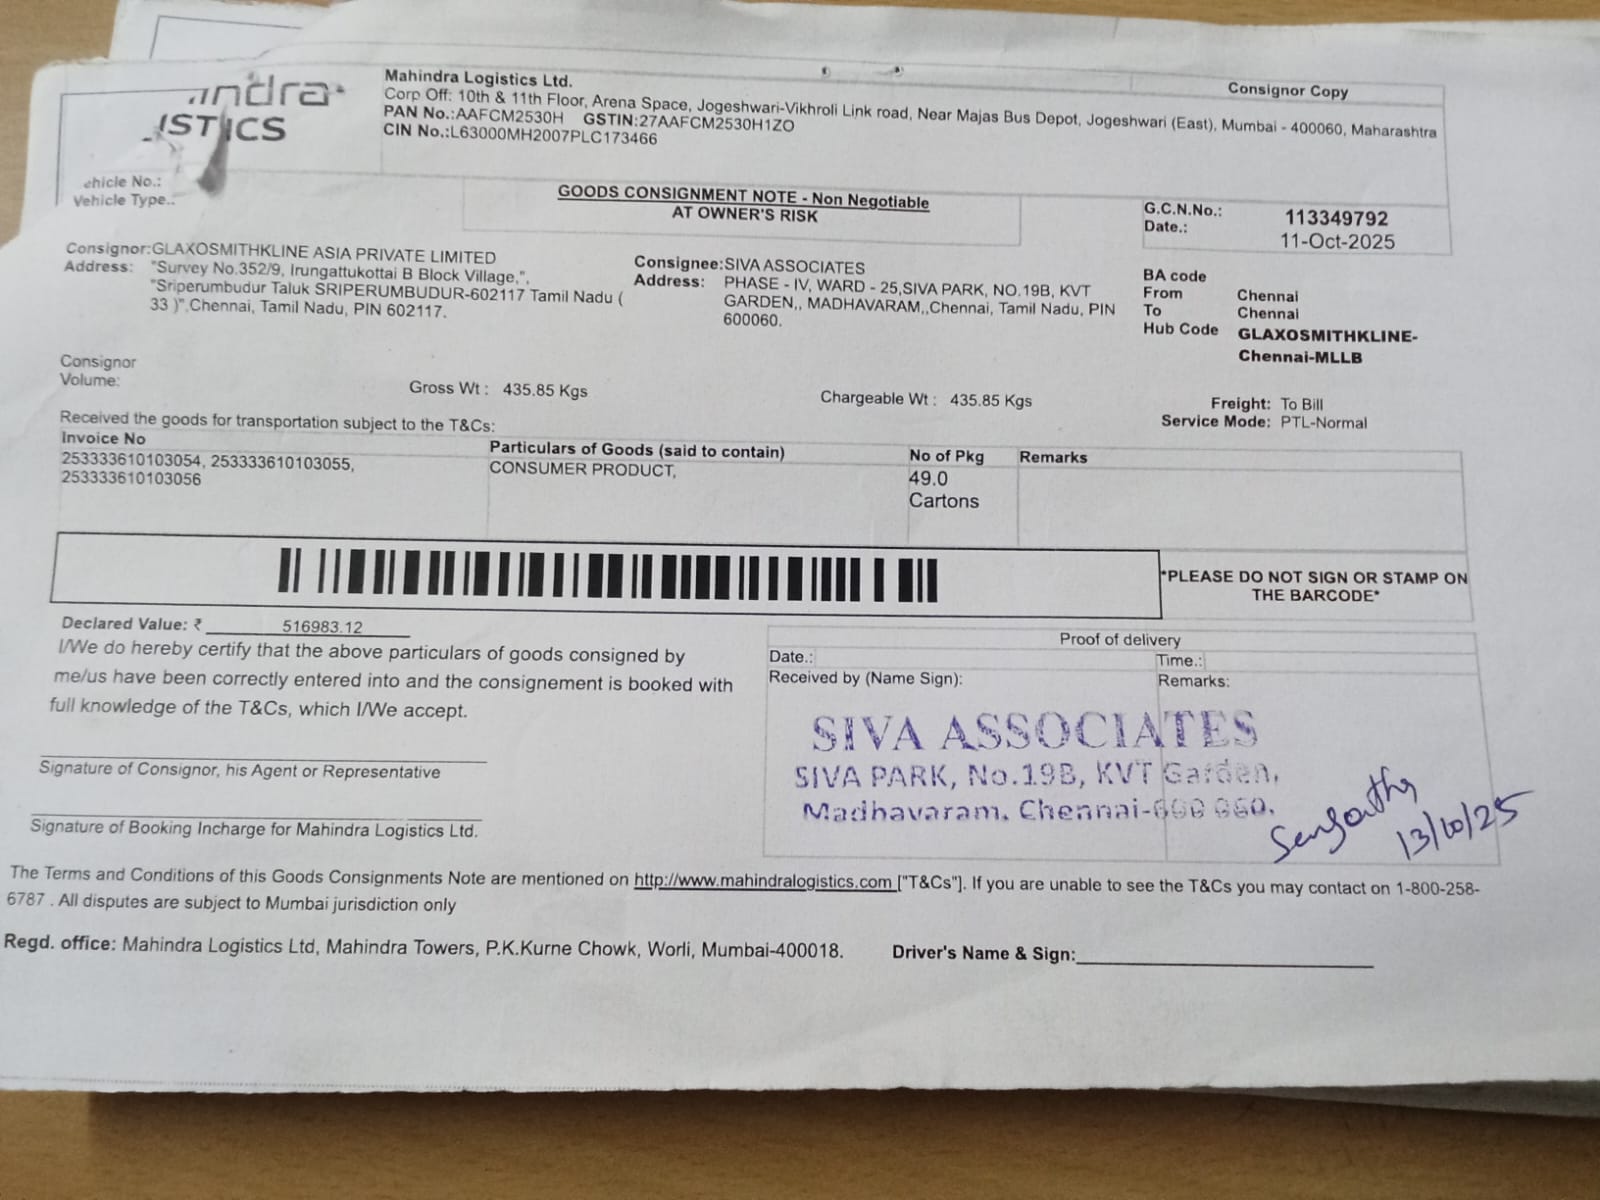 Mahindra Logistics Ltd.
Consignor Copy
Corp Off: 10th & 11th Floor, Arena Space, Jogeshwari-Vikhroli Link road, Near Majas Bus Depot, Jogeshwari (East), Mumbai - 400060, Maharashtra
PAN No.:AAFCM2530H GSTIN:27AAFCM2530H1ZO
CIN No.:L63000MH2007PLC173466
ndra
ISTICS
ehicle No.:
Vehicle Type.:
GOODS CONSIGNMENT NOTE - Non Negotiable
AT OWNER'S RISK
G.C.N.No.: 113349792
Date.: 11-Oct-2025
Consignor:GLAXOSMITHKLINE ASIA PRIVATE LIMITED
Address: "Survey No.352/9, Irungattukottai B Block Village,",
"Sriperumbudur Taluk SRIPERUMBUDUR-602117 Tamil Nadu (
33 )",Chennai, Tamil Nadu, PIN 602117.
Consignee:SIVA ASSOCIATES
Address: PHASE - IV, WARD - 25,SIVA PARK, NO.19B, KVT
GARDEN,, MADHAVARAM,,Chennai, Tamil Nadu, PIN
600060.
BA code
From Chennai
To Chennai
Hub Code GLAXOSMITHKLINE-
Chennai-MLLB
Consignor
Volume:
Gross Wt : 435.85 Kgs
Chargeable Wt : 435.85 Kgs
Freight: To Bill
Service Mode: PTL-Normal
Received the goods for transportation subject to the T&Cs:
Invoice No
253333610103054, 253333610103055,
253333610103056
Particulars of Goods (said to contain)
CONSUMER PRODUCT,
No of Pkg
49.0
Cartons
Remarks
*PLEASE DO NOT SIGN OR STAMP ON
THE BARCODE*
Declared Value: ₹ 516983.12
I/We do hereby certify that the above particulars of goods consigned by
me/us have been correctly entered into and the consignement is booked with
full knowledge of the T&Cs, which I/We accept.
Signature of Consignor, his Agent or Representative
Signature of Booking Incharge for Mahindra Logistics Ltd.
Proof of delivery
Date.: Time.:
Received by (Name Sign): Remarks:
SIVA ASSOCIATES
SIVA PARK, No.19B, KVT Garden,
Madhavaram, Chennai-600 060.
13/10/25
The Terms and Conditions of this Goods Consignments Note are mentioned on http://www.mahindralogistics.com ["T&Cs"]. If you are unable to see the T&Cs you may contact on 1-800-258-
6787 . All disputes are subject to Mumbai jurisdiction only
Regd. office: Mahindra Logistics Ltd, Mahindra Towers, P.K.Kurne Chowk, Worli, Mumbai-400018.
Driver's Name & Sign: